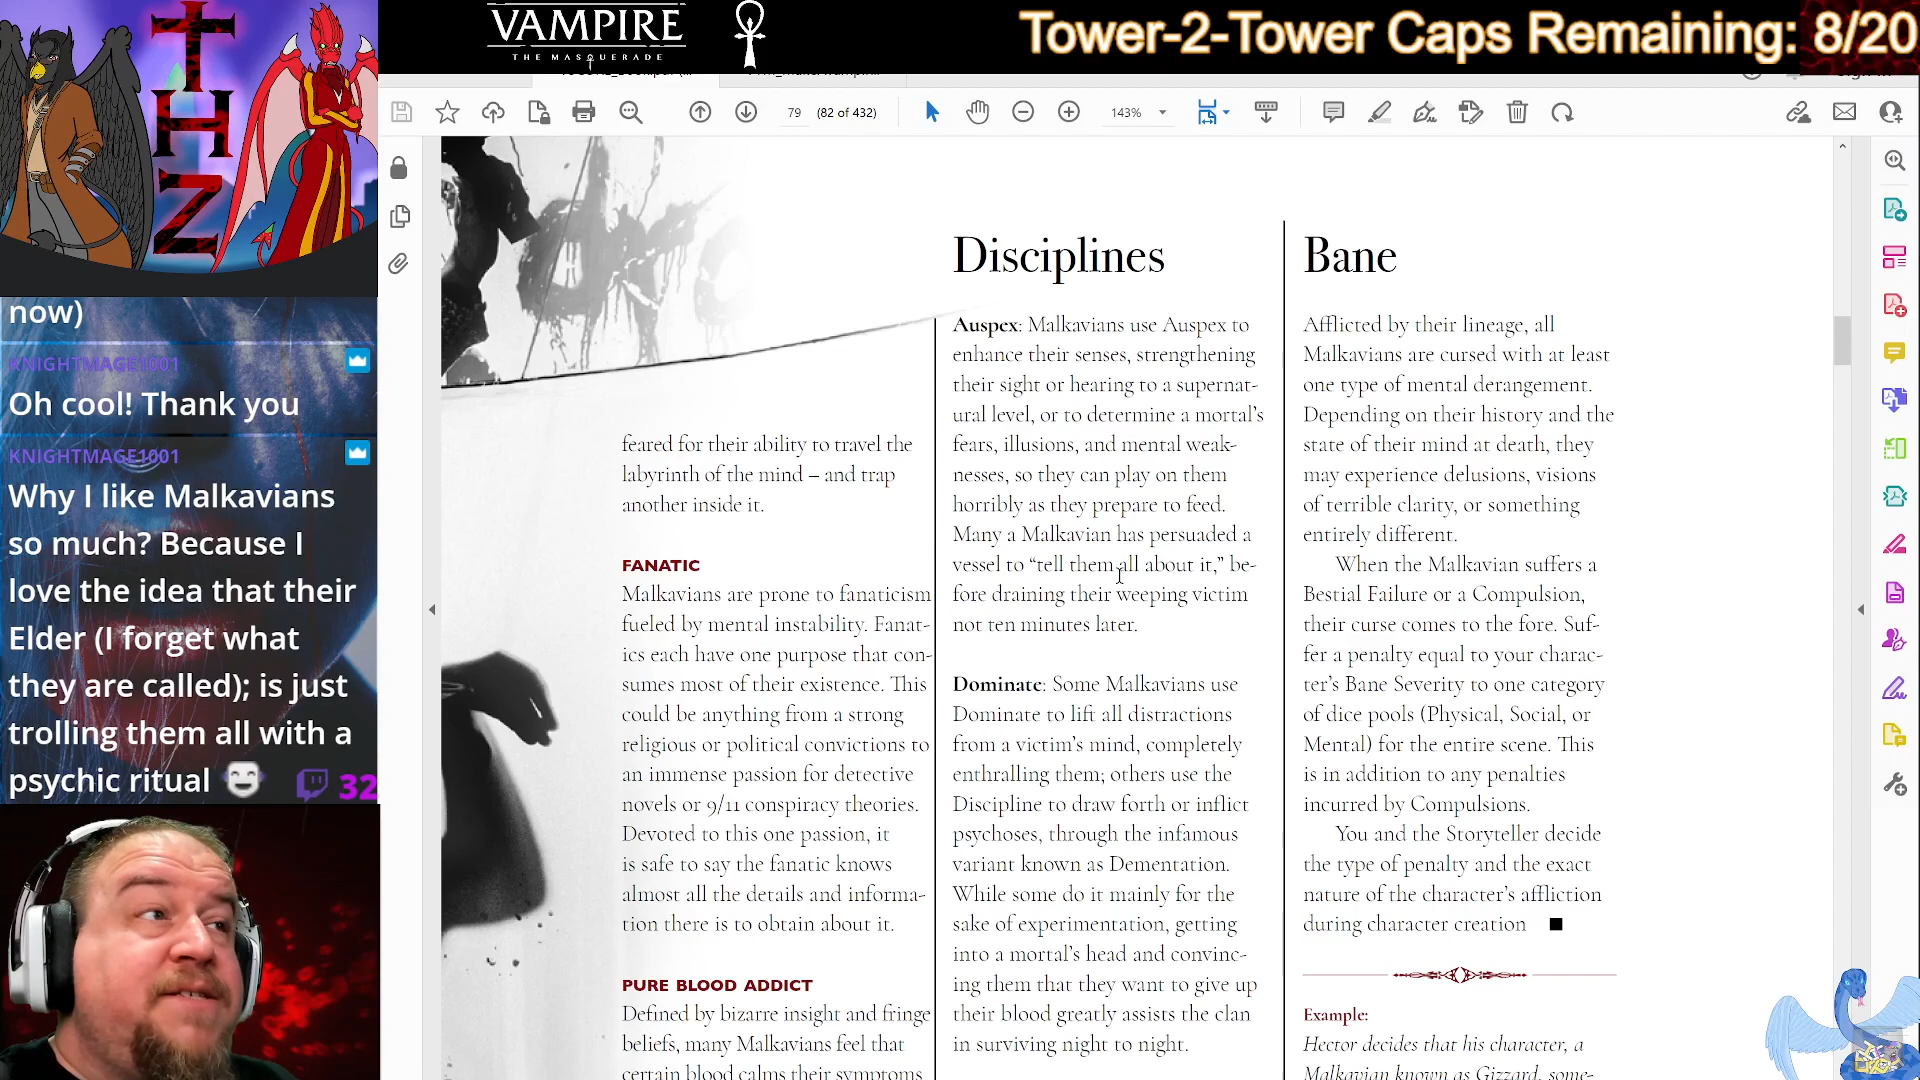 THZ
VAMPIRE
THE MASQUERADE
Tower-2-Tower Caps Remaining: 8/20
79 (82 of 432)
143%
now)
KNIGHTMAGE1001
Oh cool! Thank you
KNIGHTMAGE1001
Why I like Malkavians
so much? Because I
love the idea that their
Elder (I forget what
they are called); is just
trolling them all with a
psychic ritual
32
feared for their ability to travel the
labyrinth of the mind – and trap
another inside it.
FANATIC
Malkavians are prone to fanaticism
fueled by mental instability. Fanat-
ics each have one purpose that con-
sumes most of their existence. This
could be anything from a strong
religious or political convictions to
an immense passion for detective
novels or 9/11 conspiracy theories.
Devoted to this one passion, it
is safe to say the fanatic knows
almost all the details and informa-
tion there is to obtain about it.
PURE BLOOD ADDICT
Defined by bizarre insight and fringe
beliefs, many Malkavians feel that
certain blood calms their symptoms
Disciplines
Auspex: Malkavians use Auspex to
enhance their senses, strengthening
their sight or hearing to a supernat-
ural level, or to determine a mortal’s
fears, illusions, and mental weak-
nesses, so they can play on them
horribly as they prepare to feed.
Many a Malkavian has persuaded a
vessel to “tell them all about it,” be-
fore draining their weeping victim
not ten minutes later.
Dominate: Some Malkavians use
Dominate to lift all distractions
from a victim’s mind, completely
enthralling them; others use the
Discipline to draw forth or inflict
psychoses, through the infamous
variant known as Dementation.
While some do it mainly for the
sake of experimentation, getting
into a mortal’s head and convinc-
ing them that they want to give up
their blood greatly assists the clan
in surviving night to night.
Bane
Afflicted by their lineage, all
Malkavians are cursed with at least
one type of mental derangement.
Depending on their history and the
state of their mind at death, they
may experience delusions, visions
of terrible clarity, or something
entirely different.
When the Malkavian suffers a
Bestial Failure or a Compulsion,
their curse comes to the fore. Suf-
fer a penalty equal to your charac-
ter’s Bane Severity to one category
of dice pools (Physical, Social, or
Mental) for the entire scene. This
is in addition to any penalties
incurred by Compulsions.
You and the Storyteller decide
the type of penalty and the exact
nature of the character’s affliction
during character creation ■
Example:
Hector decides that his character, a
Malkavian known as Gizzard, some-